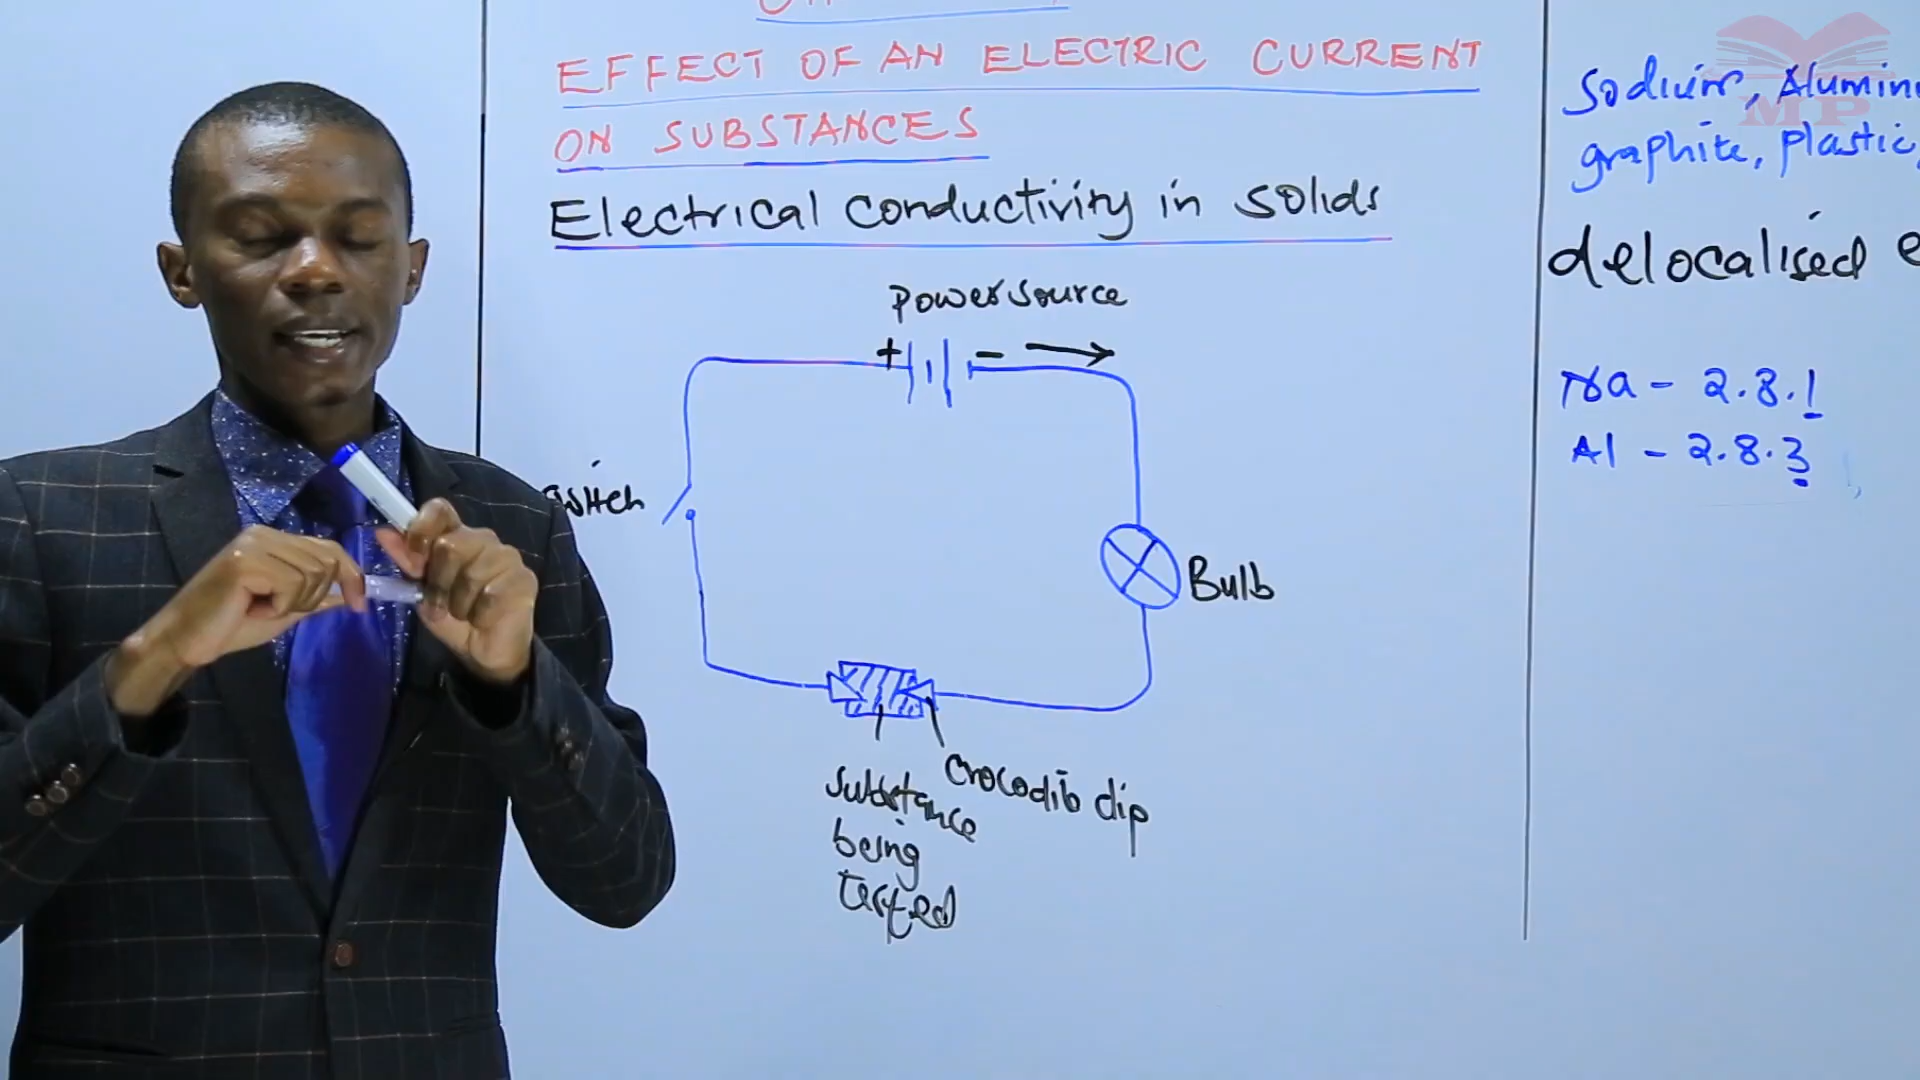 EFFECT OF AN ELECTRIC CURRENT
ON SUBSTANCES
Electrical conductivity in solids
Power source
+ -
switch
Bulb
Crocodile clip
substance
being
tested
Sodium, Alumin
graphite, plastic,
delocalised e
Na - 2.8.1
Al - 2.8.3
MP